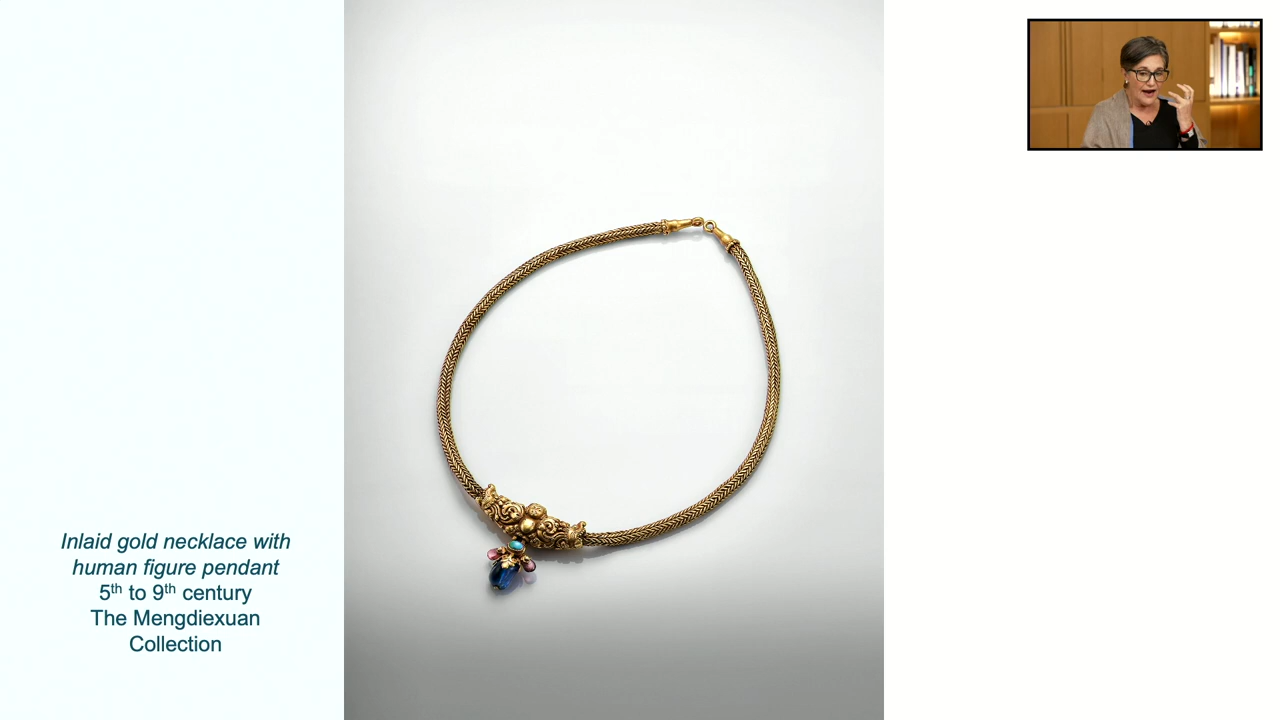 Inlaid gold necklace with
human figure pendant
5th to 9th century
The Mengdiexuan
Collection